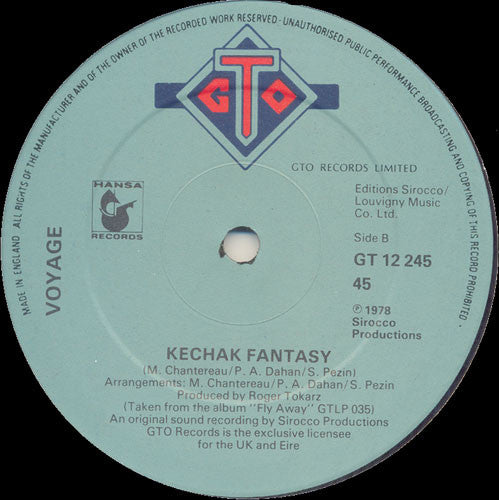 ALL RIGHTS OF THE MANUFACTURER AND OF THE OWNER OF THE RECORDED WORK RESERVED - UNAUTHORISED PUBLIC PERFORMANCE BROADCASTING AND COPYING OF THIS RECORD PROHIBITED
MADE IN ENGLAND
GTO
GTO RECORDS LIMITED
HANSA
RECORDS
Editions Sirocco/
Louvigny Music
Co. Ltd.
Side B
GT 12 245
45
℗ 1978
Sirocco
Productions
VOYAGE
KECHAK FANTASY
(M. Chantereau/P. A. Dahan/S. Pezin)
Arrangements: M. Chantereau/P. A. Dahan/S. Pezin
Produced by Roger Tokarz
(Taken from the album "Fly Away" GTLP 035)
An original sound recording by Sirocco Productions
GTO Records is the exclusive licensee
for the UK and Eire